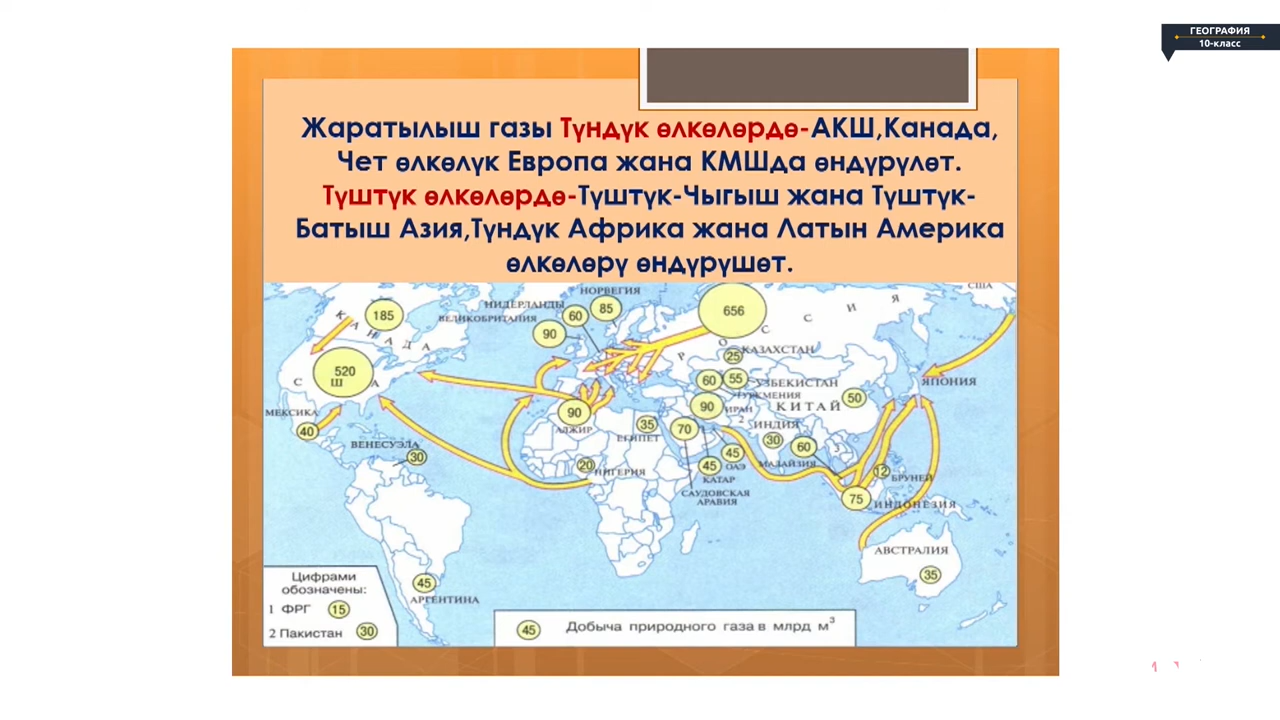 ГЕОГРАФИЯ
10-класс
Жаратылыш газы Түндүк өлкөлөрдө-АКШ,Канада,
Чет өлкөлүк Европа жана КМШда өндүрүлөт.
Түштүк өлкөлөрдө-Түштүк-Чыгыш жана Түштүк-
Батыш Азия,Түндүк Африка жана Латын Америка
өлкөлөрү өндүрүшөт.
США
НОРВЕГИЯ
85
НИДЕРЛАНДЫ
60
ВЕЛИКОБРИТАНИЯ
90
185
КАНАДА
656
РОССИЯ
25
КАЗАХСТАН
520
США
60
55
УЗБЕКИСТАН
ТУРКМЕНИЯ
ЯПОНИЯ
50
КИТАЙ
МЕКСИКА
40
90
АЛЖИР
90
ИРАН
2
35
ЕГИПЕТ
70
ИНДИЯ
30
60
3
ВЕНЕСУЭЛА
30
20
НИГЕРИЯ
45
КАТАР
45
ОАЭ
МАЛАЙЗИЯ
12
БРУНЕЙ
САУДОВСКАЯ
АРАВИЯ
75
ИНДОНЕЗИЯ
АВСТРАЛИЯ
35
45
АРГЕНТИНА
Цифрами
обозначены:
1 ФРГ 15
2 Пакистан 30
45 Добыча природного газа в млрд м³